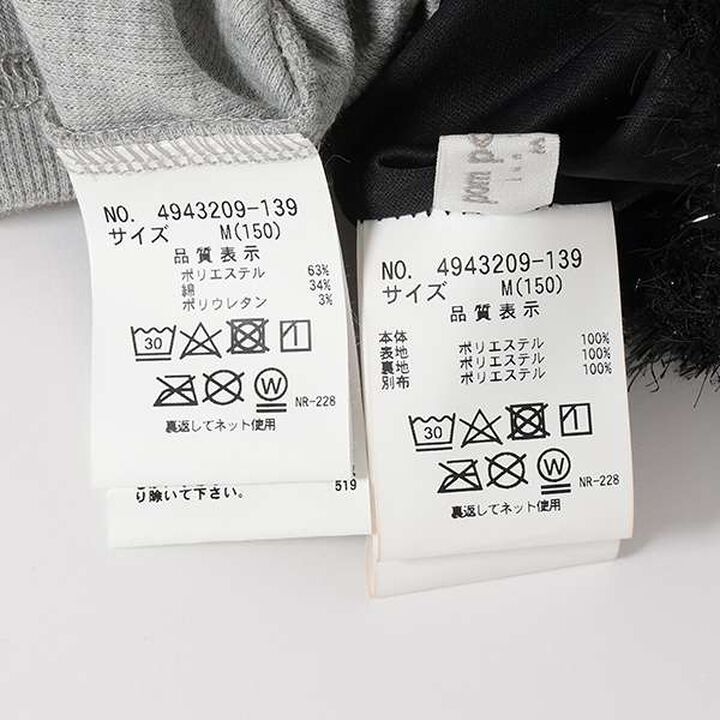 NO. 4943209-139
サイズ M(150)
品質表示
ポリエステル 63%
綿 34%
ポリウレタン 3%
30
W NR-228
裏返してネット使用
り除いて下さい。 519
pom p
NO. 4943209-139
サイズ M(150)
品質表示
本体
表地 ポリエステル 100%
裏地 ポリエステル 100%
別布 ポリエステル 100%
30
W NR-228
裏返してネット使用